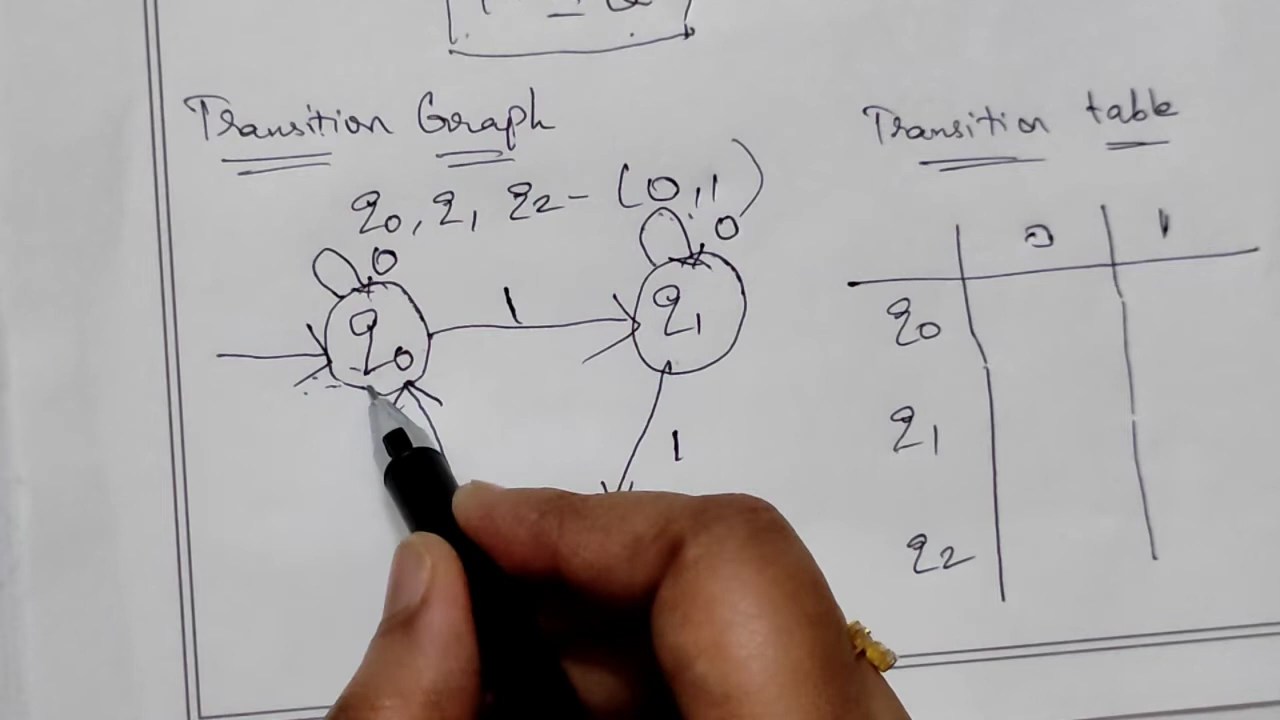 Transition Graph
q0, q1 q2 - (0,1)
0
0
1
q0
q1
1
Transition table
0 1
q0
q1
q2